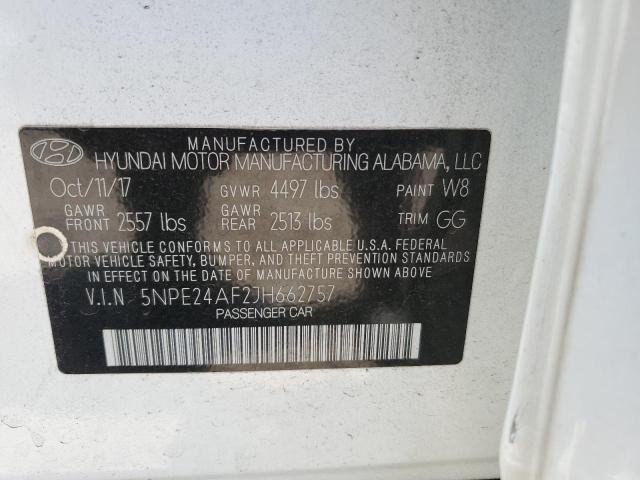 MANUFACTURED BY
HYUNDAI MOTOR MANUFACTURING ALABAMA, LLC
Oct/11/17 GVWR 4497 lbs PAINT W8
GAWR FRONT 2557 lbs GAWR REAR 2513 lbs TRIM GG
THIS VEHICLE CONFORMS TO ALL APPLICABLE U.S.A. FEDERAL
MOTOR VEHICLE SAFETY, BUMPER, AND THEFT PREVENTION STANDARDS
IN EFFECT ON THE DATE OF MANUFACTURE SHOWN ABOVE.
V.I.N 5NPE24AF2JH662757
PASSENGER CAR